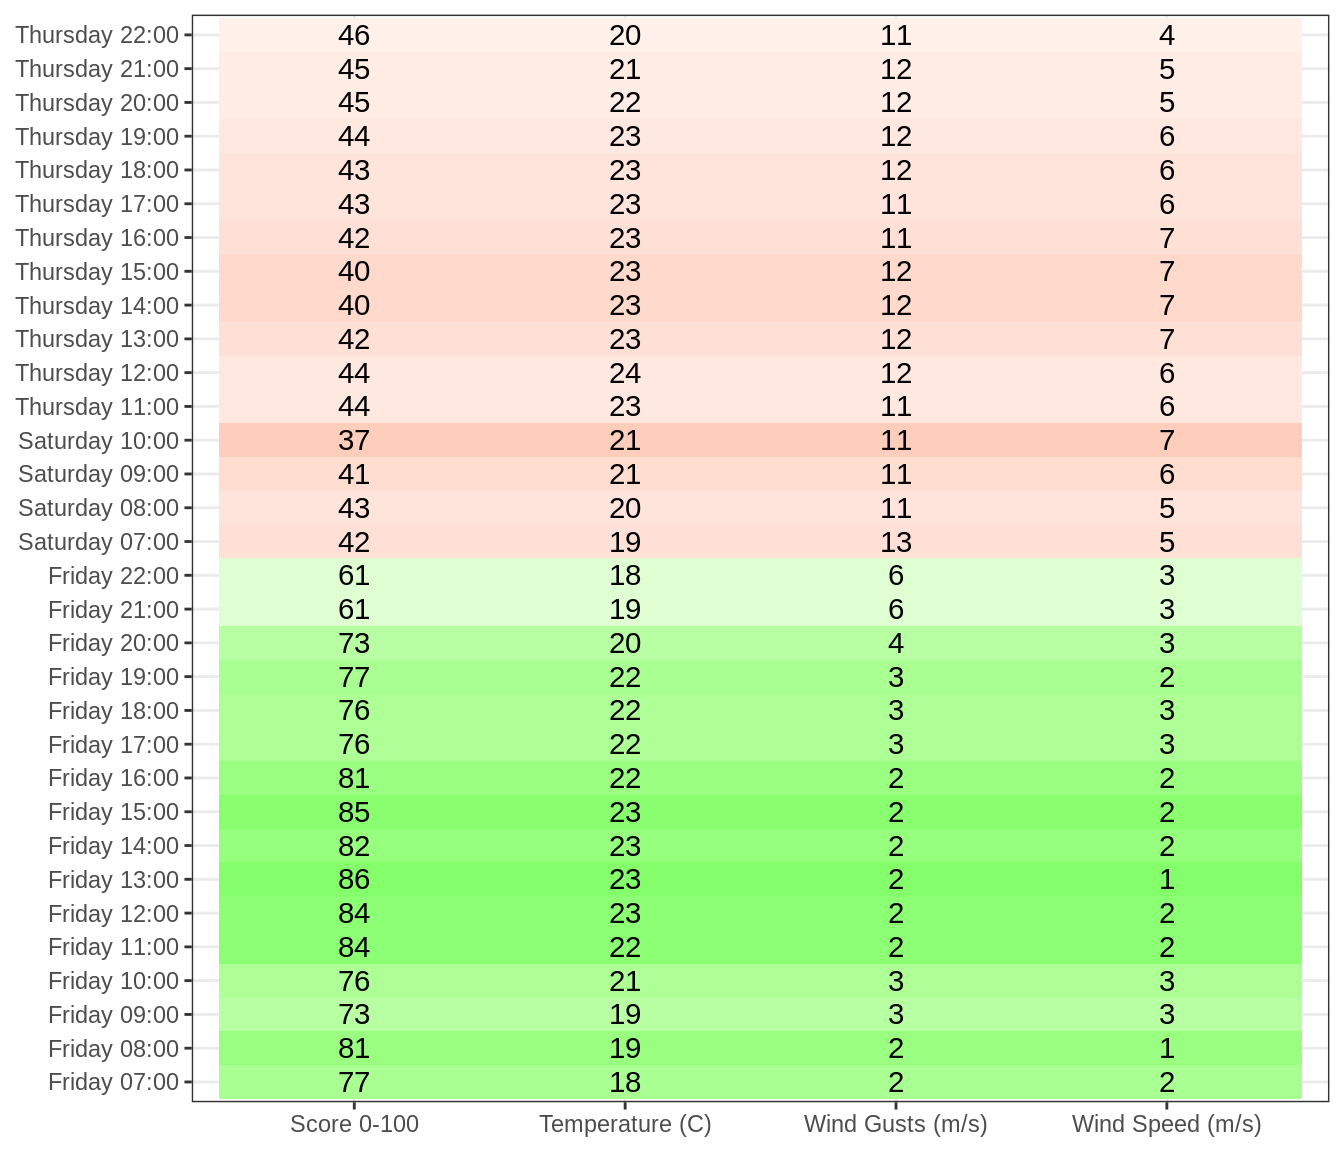 Thursday 22:00 46 20 11 4
Thursday 21:00 45 21 12 5
Thursday 20:00 45 22 12 5
Thursday 19:00 44 23 12 6
Thursday 18:00 43 23 12 6
Thursday 17:00 43 23 11 6
Thursday 16:00 42 23 11 7
Thursday 15:00 40 23 12 7
Thursday 14:00 40 23 12 7
Thursday 13:00 42 23 12 7
Thursday 12:00 44 24 12 6
Thursday 11:00 44 23 11 6
Saturday 10:00 37 21 11 7
Saturday 09:00 41 21 11 6
Saturday 08:00 43 20 11 5
Saturday 07:00 42 19 13 5
Friday 22:00 61 18 6 3
Friday 21:00 61 19 6 3
Friday 20:00 73 20 4 3
Friday 19:00 77 22 3 2
Friday 18:00 76 22 3 3
Friday 17:00 76 22 3 3
Friday 16:00 81 22 2 2
Friday 15:00 85 23 2 2
Friday 14:00 82 23 2 2
Friday 13:00 86 23 2 1
Friday 12:00 84 23 2 2
Friday 11:00 84 22 2 2
Friday 10:00 76 21 3 3
Friday 09:00 73 19 3 3
Friday 08:00 81 19 2 1
Friday 07:00 77 18 2 2
Score 0-100 Temperature (C) Wind Gusts (m/s) Wind Speed (m/s)